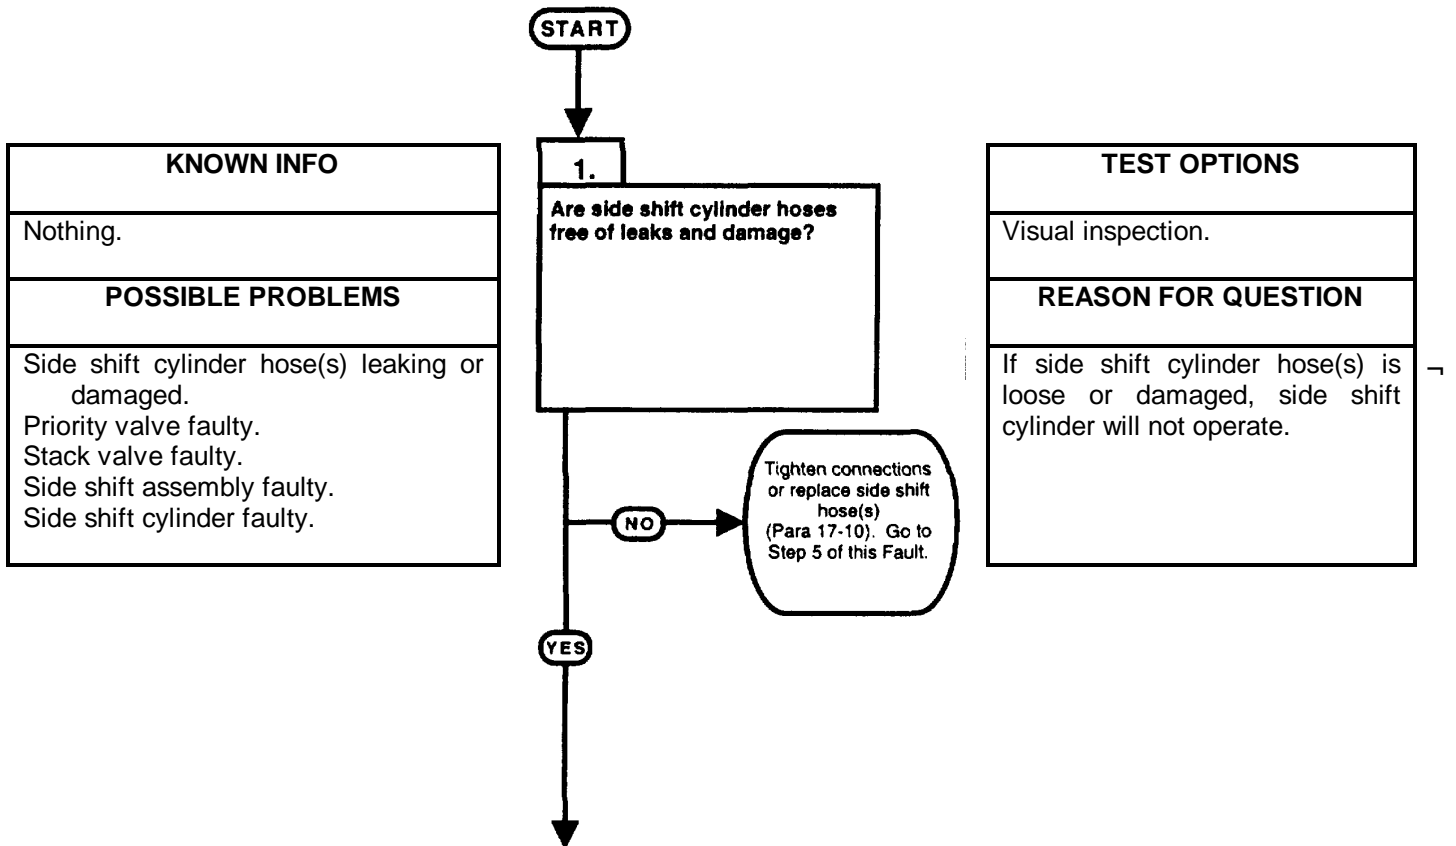 START
KNOWN INFO
Nothing.
POSSIBLE PROBLEMS
Side shift cylinder hose(s) leaking or
damaged.
Priority valve faulty.
Stack valve faulty.
Side shift assembly faulty.
Side shift cylinder faulty.
1.
Are side shift cylinder hoses
free of leaks and damage?
NO
Tighten connections
or replace side shift
hose(s)
(Para 17-10). Go to
Step 5 of this Fault.
YES
TEST OPTIONS
Visual inspection.
REASON FOR QUESTION
If side shift cylinder hose(s) is
loose or damaged, side shift
cylinder will not operate.
¬